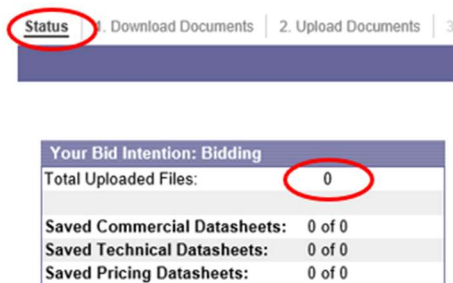 Status 1. Download Documents 2. Upload Documents 3
Your Bid Intention: Bidding
Total Uploaded Files: 0
Saved Commercial Datasheets: 0 of 0
Saved Technical Datasheets: 0 of 0
Saved Pricing Datasheets: 0 of 0